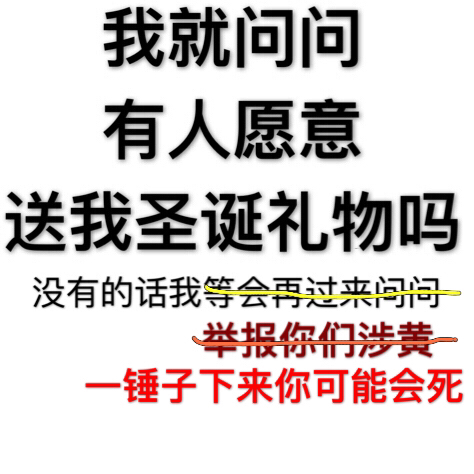 我就问问
有人愿意
送我圣诞礼物吗
没有的话我等会再过来问问
举报你们涉黄
一锤子下来你可能会死